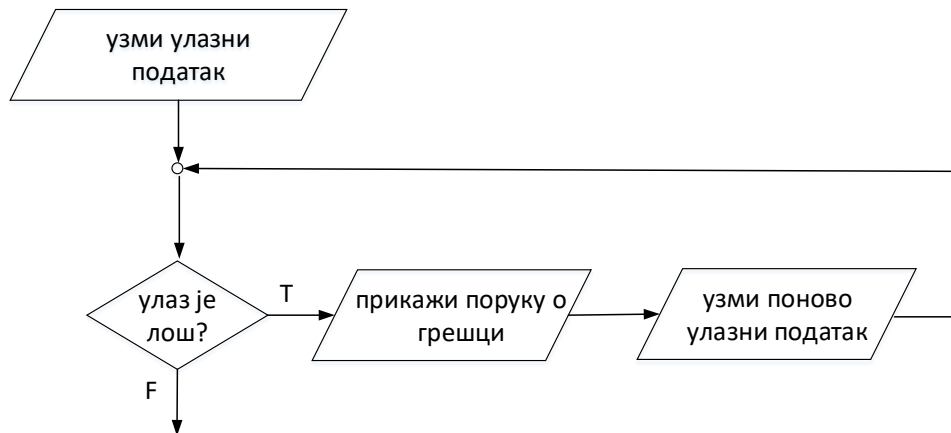 узми улазни
податак
улаз је
лош?
T
прикажи поруку о
грешци
узми поново
улазни податак
F